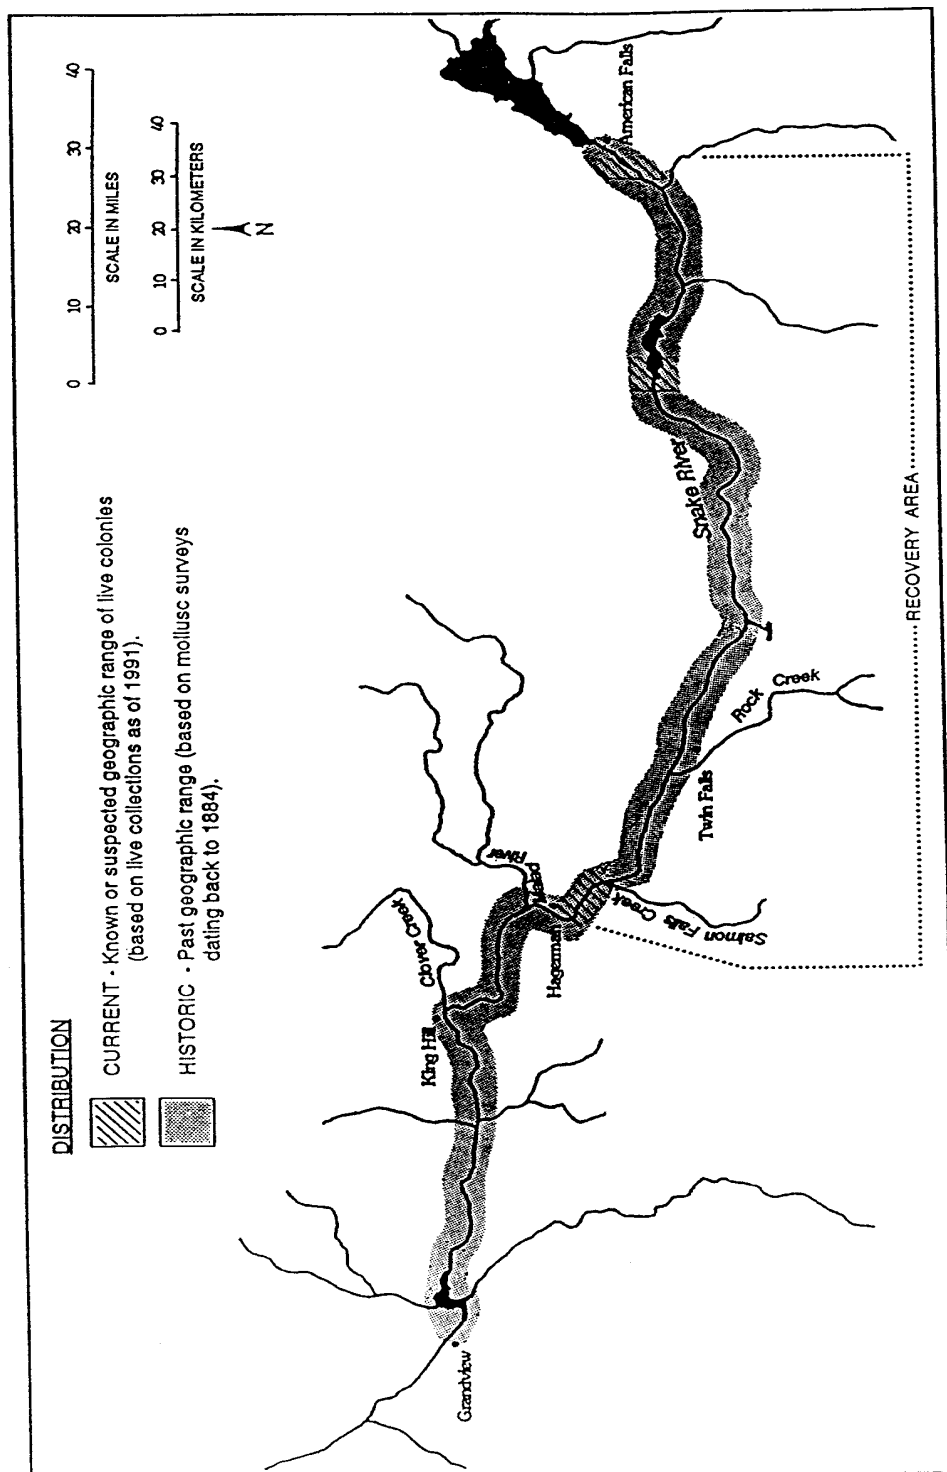 DISTRIBUTION
CURRENT - Known or suspected geographic range of live colonies
(based on live collections as of 1991).
HISTORIC - Past geographic range (based on mollusc surveys
dating back to 1884).
0 10 20 30 40
SCALE IN MILES
0 10 20 30 40
SCALE IN KILOMETERS
N
Grandview
King Hill
Clover Creek
Malad
River
Hagerman
Salmon Falls Creek
Twin Falls
Rock Creek
Snake River
American Falls
RECOVERY AREA